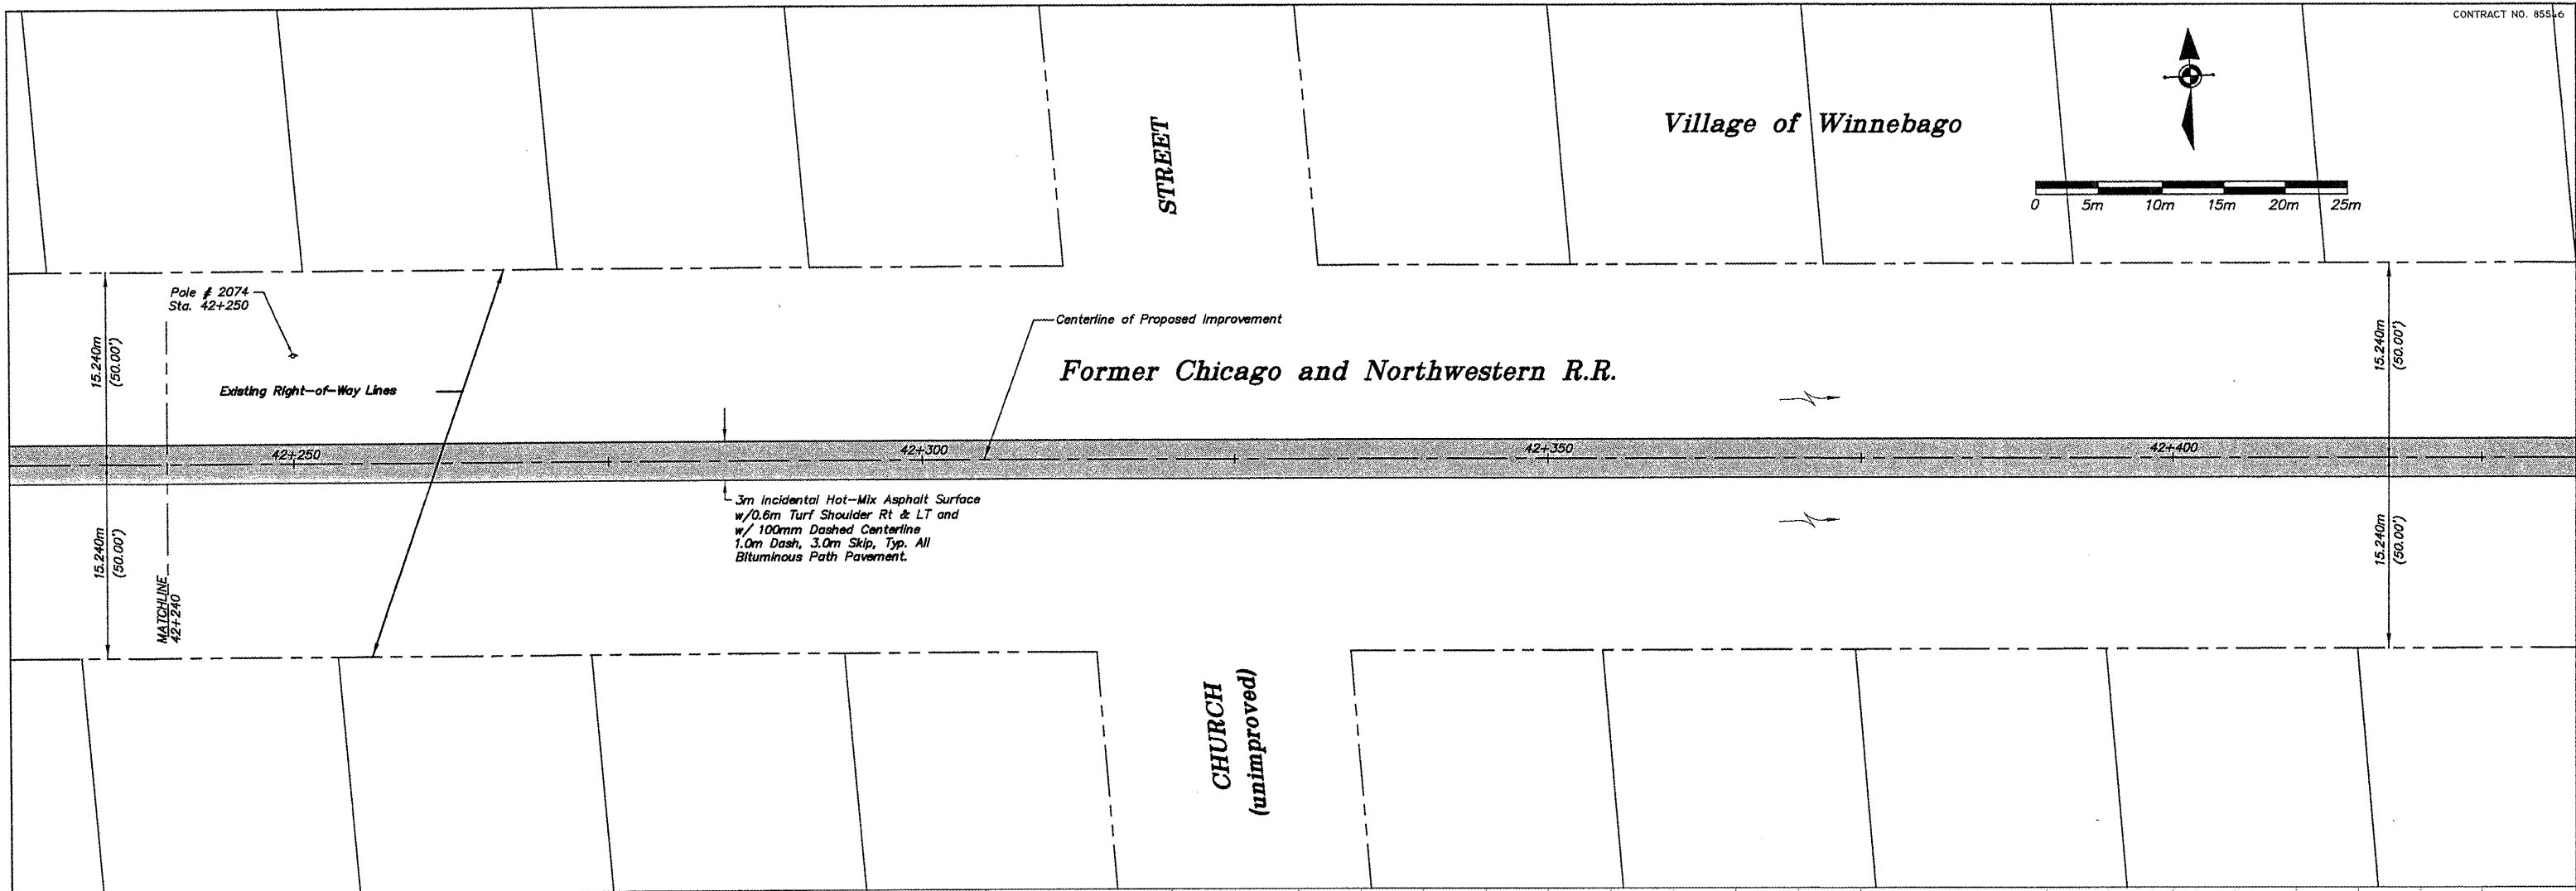 CONTRACT NO. 85546
Village of Winnebago
0 5m 10m 15m 20m 25m
STREET
Pole # 2074
Sta. 42+250
15.240m
(50.00')
Existing Right-of-Way Lines
Centerline of Proposed Improvement
Former Chicago and Northwestern R.R.
15.240m
(50.00')
42+250
42+300
42+350
42+400
3m Incidental Hot-Mix Asphalt Surface
w/0.6m Turf Shoulder Rt & LT and
w/ 100mm Dashed Centerline
1.0m Dash, 3.0m Skip, Typ. All
Bituminous Path Pavement.
15.240m
(50.00')
MATCHLINE
42+240
15.240m
(50.00')
CHURCH
(unimproved)